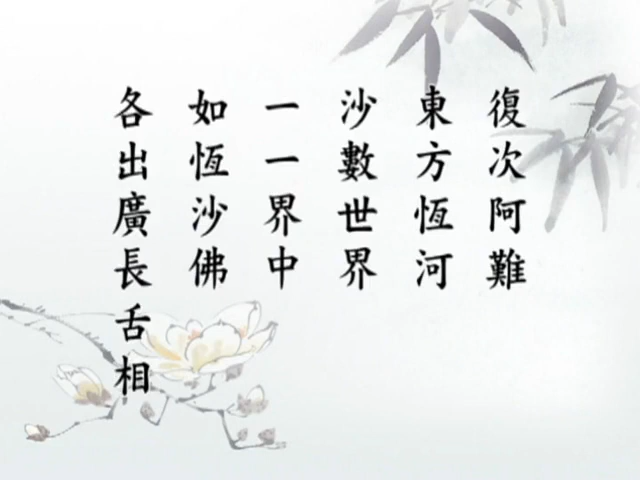 復次阿難
東方恆河
沙數世界
一一界中
如恆沙佛
各出廣長舌相